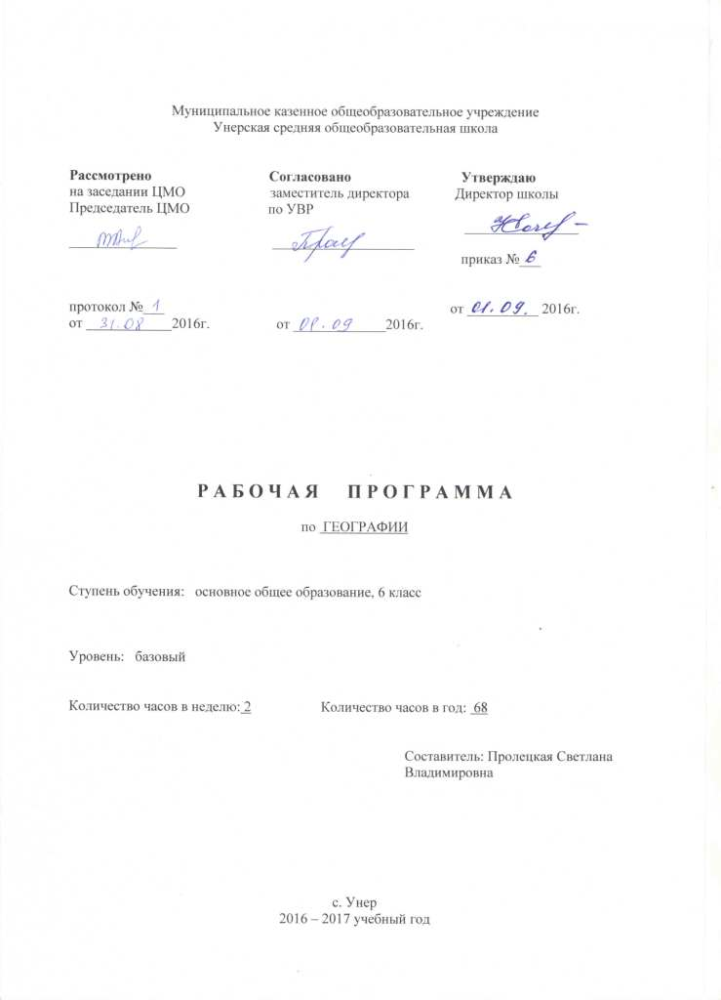 Муниципальное казенное общеобразовательное учреждение
Унерская средняя общеобразовательная школа
Рассмотрено
на заседании ЦМО
Председатель ЦМО
протокол № 1
от 31.08 2016г.
Согласовано
заместитель директора
по УВР
от 01.09 2016г.
Утверждаю
Директор школы
приказ № 6
от 01.09. 2016г.
РАБОЧАЯ ПРОГРАММА
по ГЕОГРАФИИ
Ступень обучения: основное общее образование, 6 класс
Уровень: базовый
Количество часов в неделю: 2 Количество часов в год: 68
Составитель: Пролецкая Светлана
Владимировна
с. Унер
2016 – 2017 учебный год